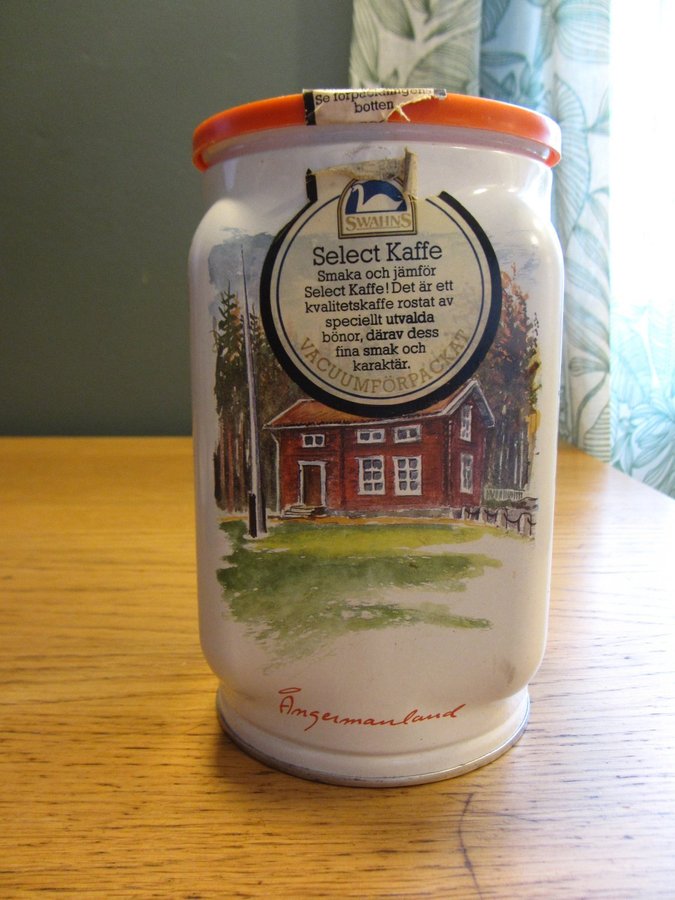 Se förpackningens
botten
SWAHNS
Select Kaffe
Smaka och jämför
Select Kaffe! Det är ett
kvalitetskaffe rostat av
speciellt utvalda
bönor, därav dess
fina smak och
karaktär.
VACUUMFÖRPACKAT
Ångermanland